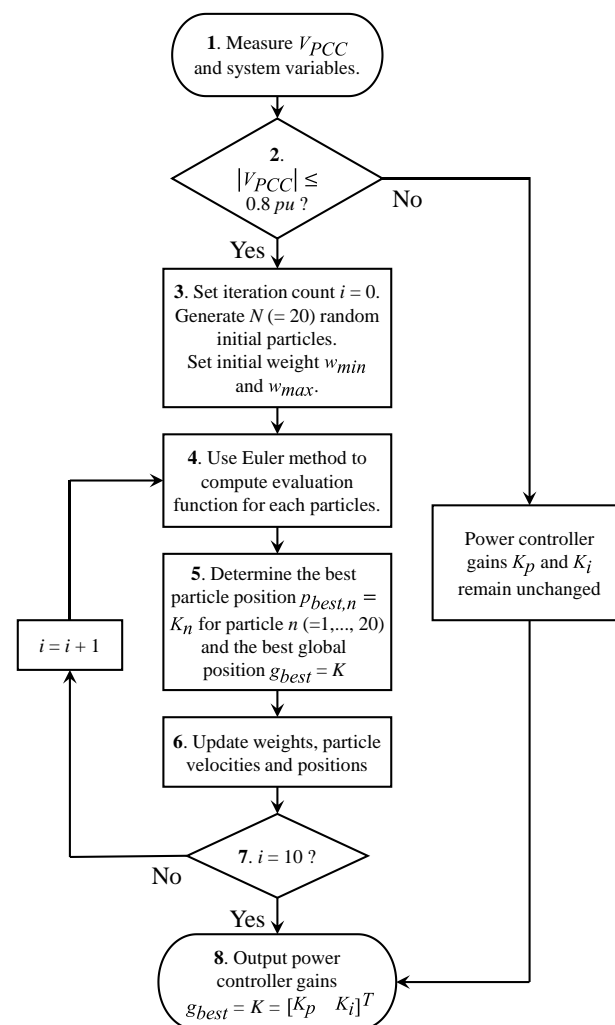 1. Measure V_PCC
and system variables.
2.
|V_PCC| ≤
0.8 pu ?
No
Yes
3. Set iteration count i = 0.
Generate N (= 20) random
initial particles.
Set initial weight w_min
and w_max.
4. Use Euler method to
compute evaluation
function for each particles.
Power controller
gains K_p and K_i
remain unchanged
5. Determine the best
particle position p_best,n =
K_n for particle n (=1,..., 20)
and the best global
position g_best = K
i = i + 1
6. Update weights, particle
velocities and positions
7. i = 10 ?
No
Yes
8. Output power
controller gains
g_best = K = [K_p K_i]^T